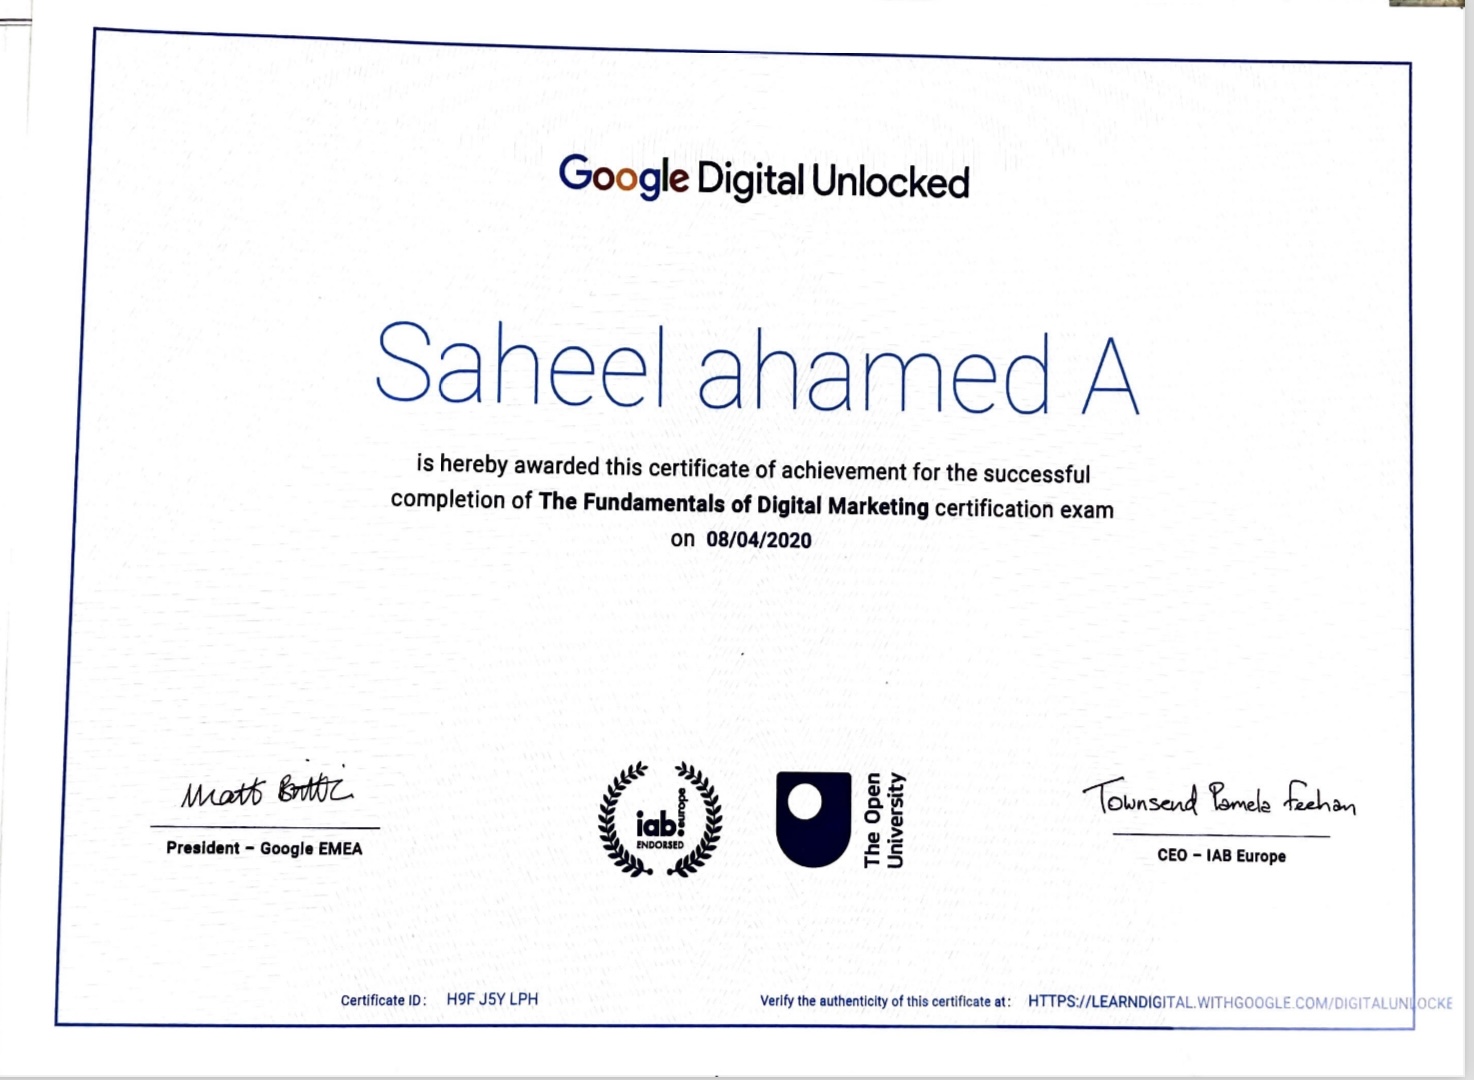 Google Digital Unlocked
Saheel ahamed A
is hereby awarded this certificate of achievement for the successful
completion of The Fundamentals of Digital Marketing certification exam
on 08/04/2020
Matt Brittin
President – Google EMEA
iab europe
ENDORSED
The Open
University
Townsend Pamela Feehan
CEO – IAB Europe
Certificate ID: H9F J5Y LPH
Verify the authenticity of this certificate at: HTTPS://LEARNDIGITAL.WITHGOOGLE.COM/DIGITALUNLOCKE